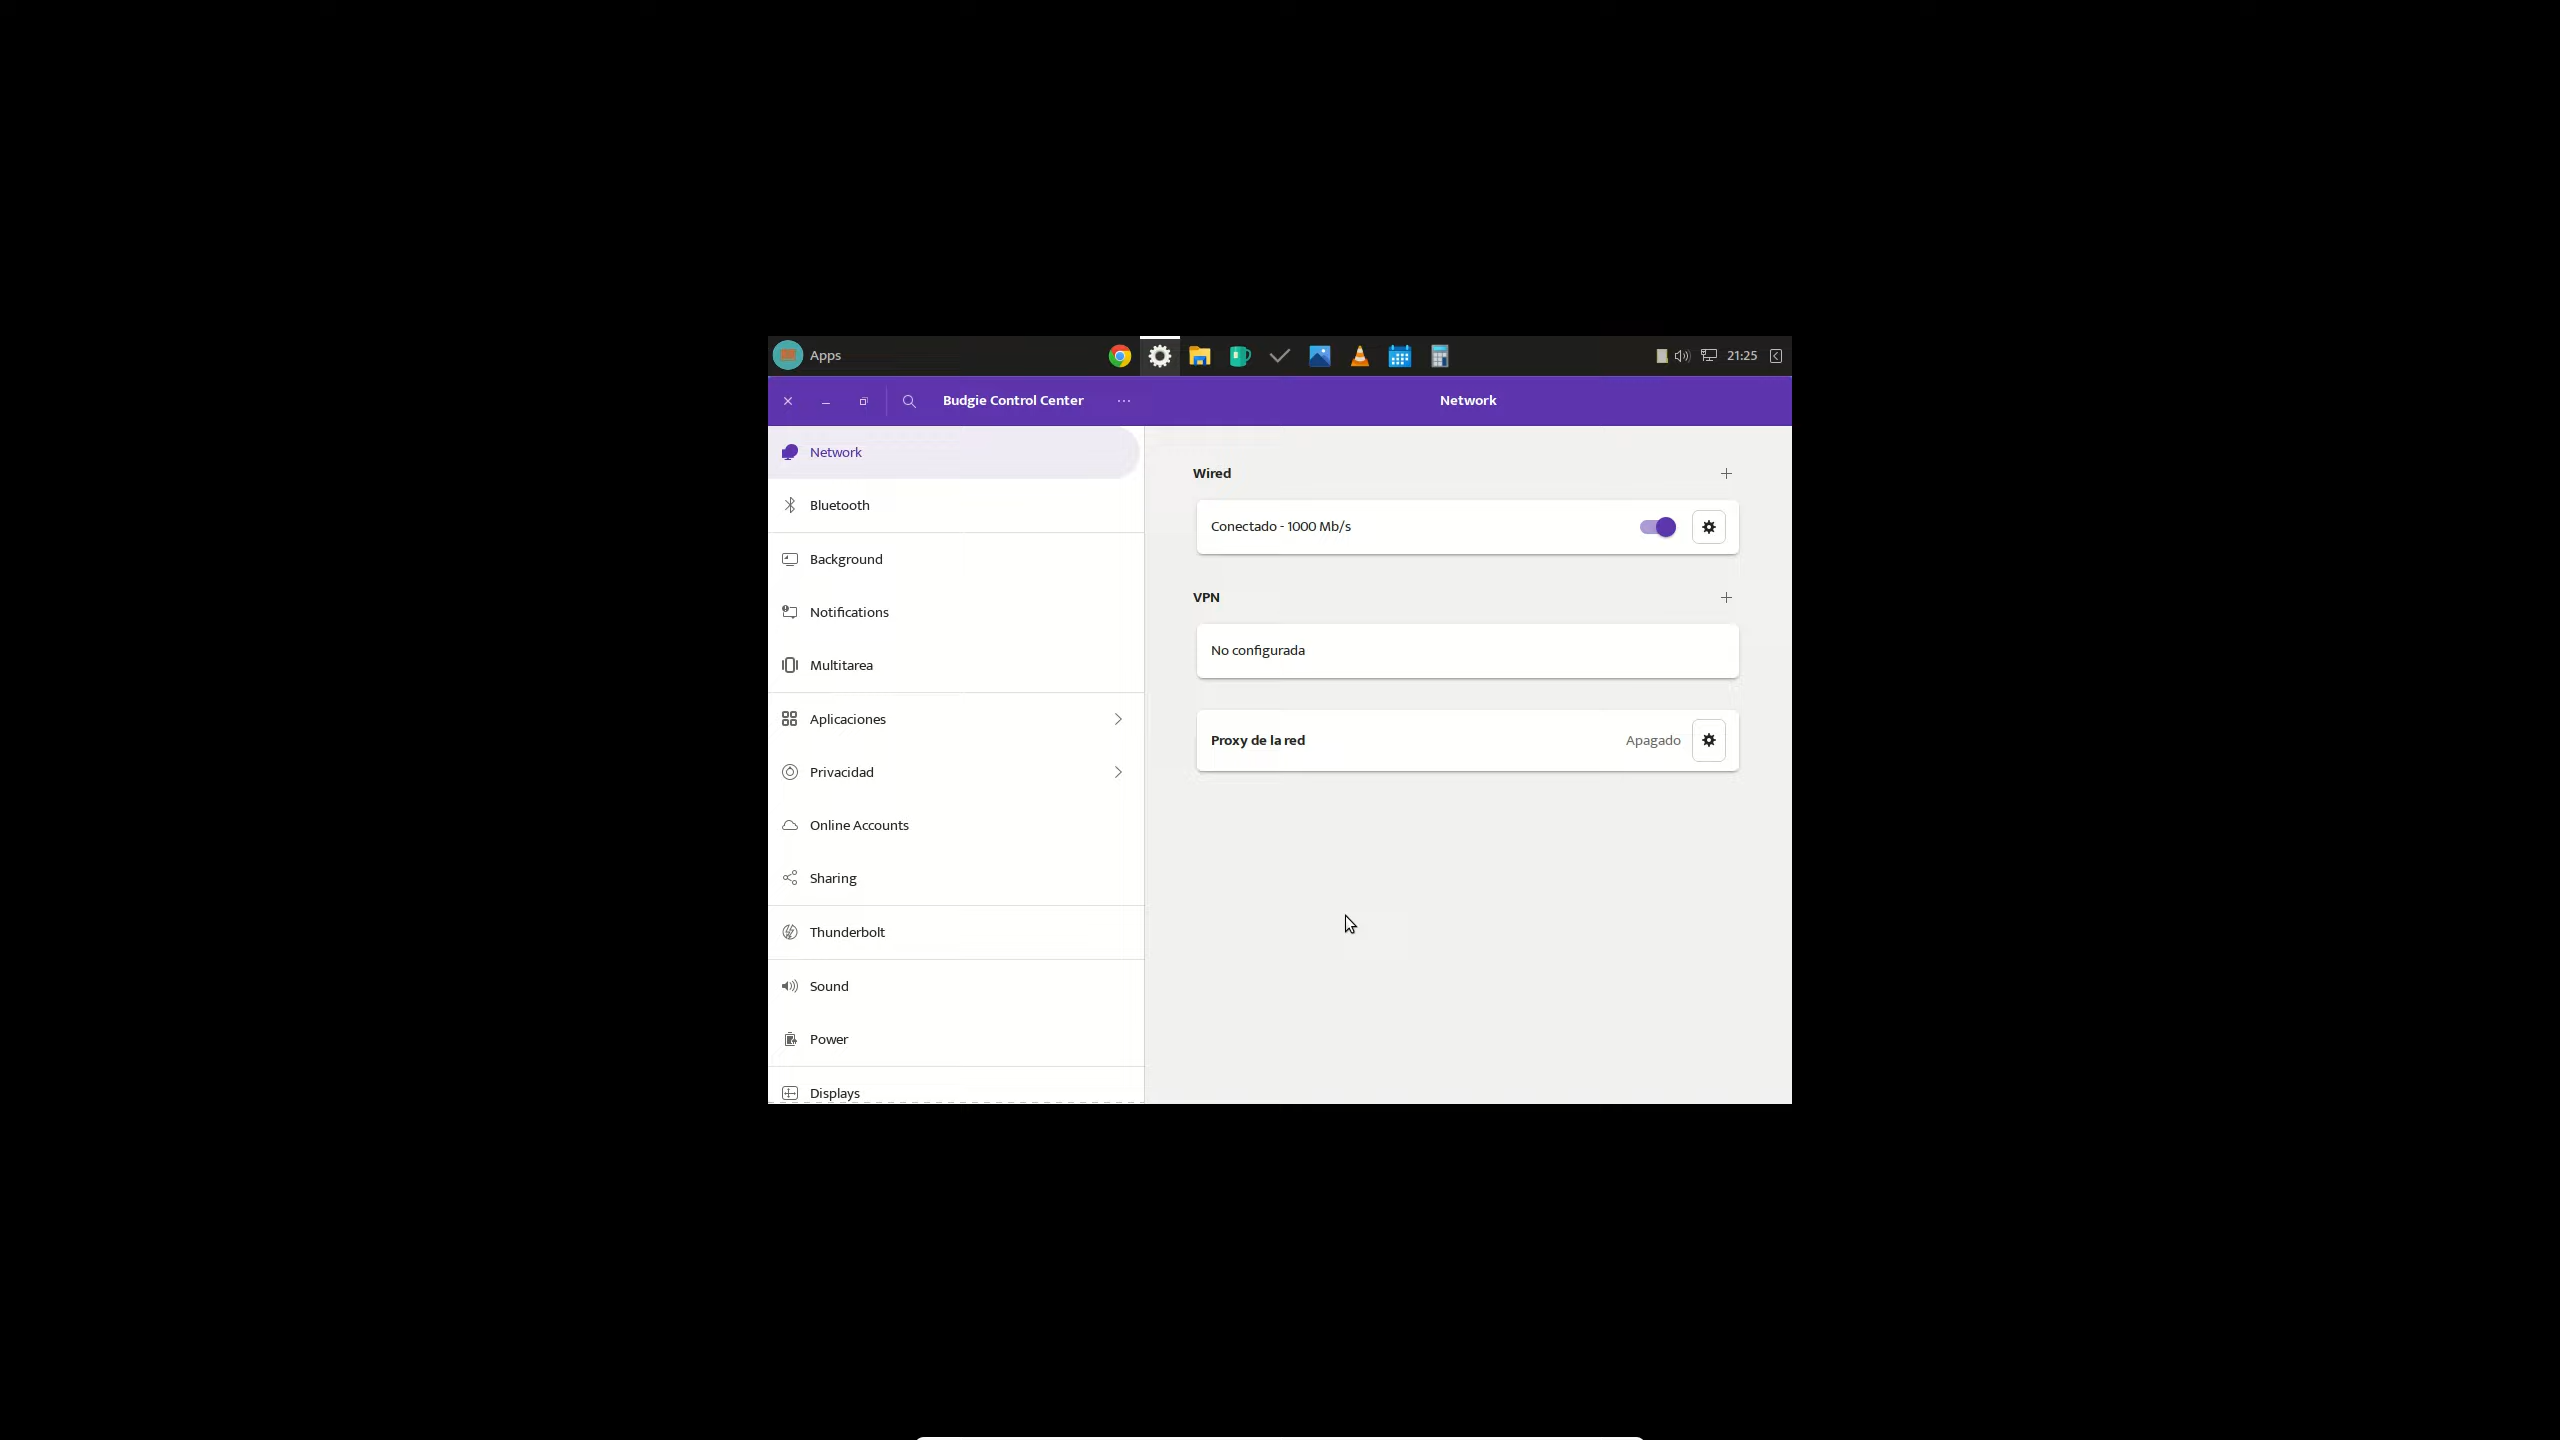 Apps
21:25
Budgie Control Center
Network
Network
Bluetooth
Background
Notifications
Multitarea
Aplicaciones
Privacidad
Online Accounts
Sharing
Thunderbolt
Sound
Power
Displays
Wired
Conectado - 1000 Mb/s
VPN
No configurada
Proxy de la red Apagado